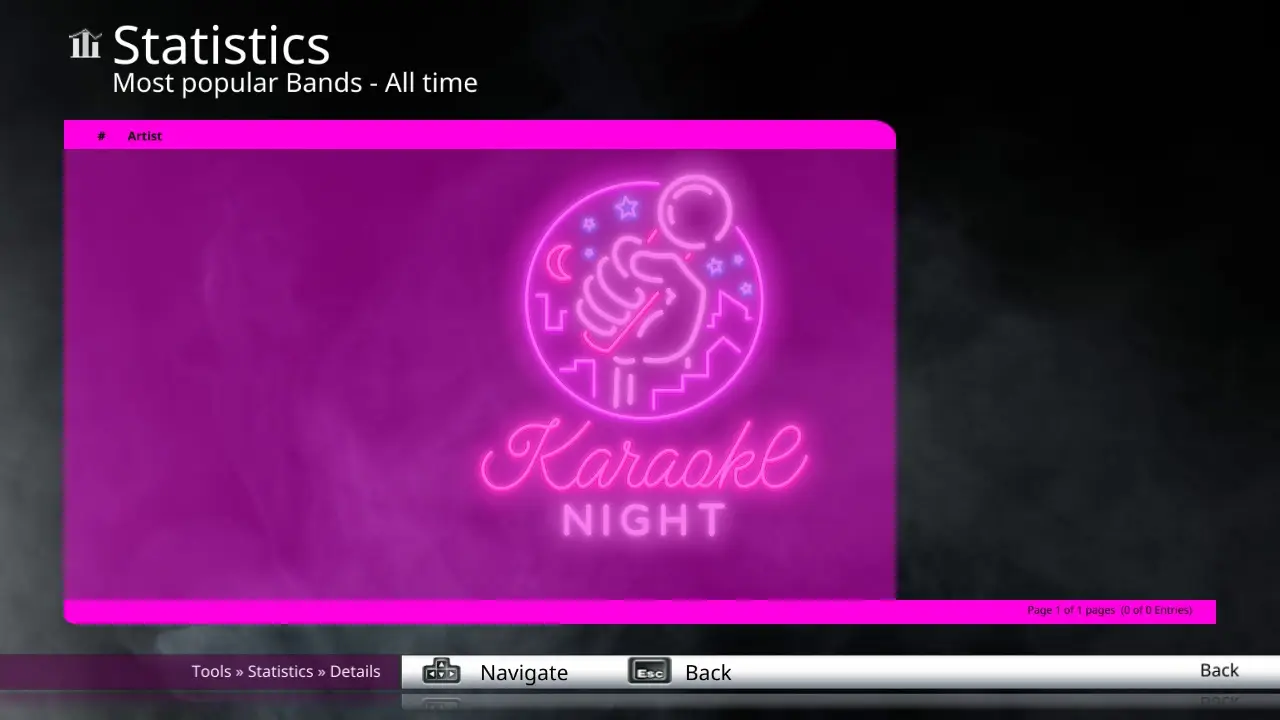 Statistics
Most popular Bands - All time
# Artist
Karaoke
NIGHT
Page 1 of 1 pages (0 of 0 Entries)
Tools » Statistics » Details
Navigate
Esc
Back
Back